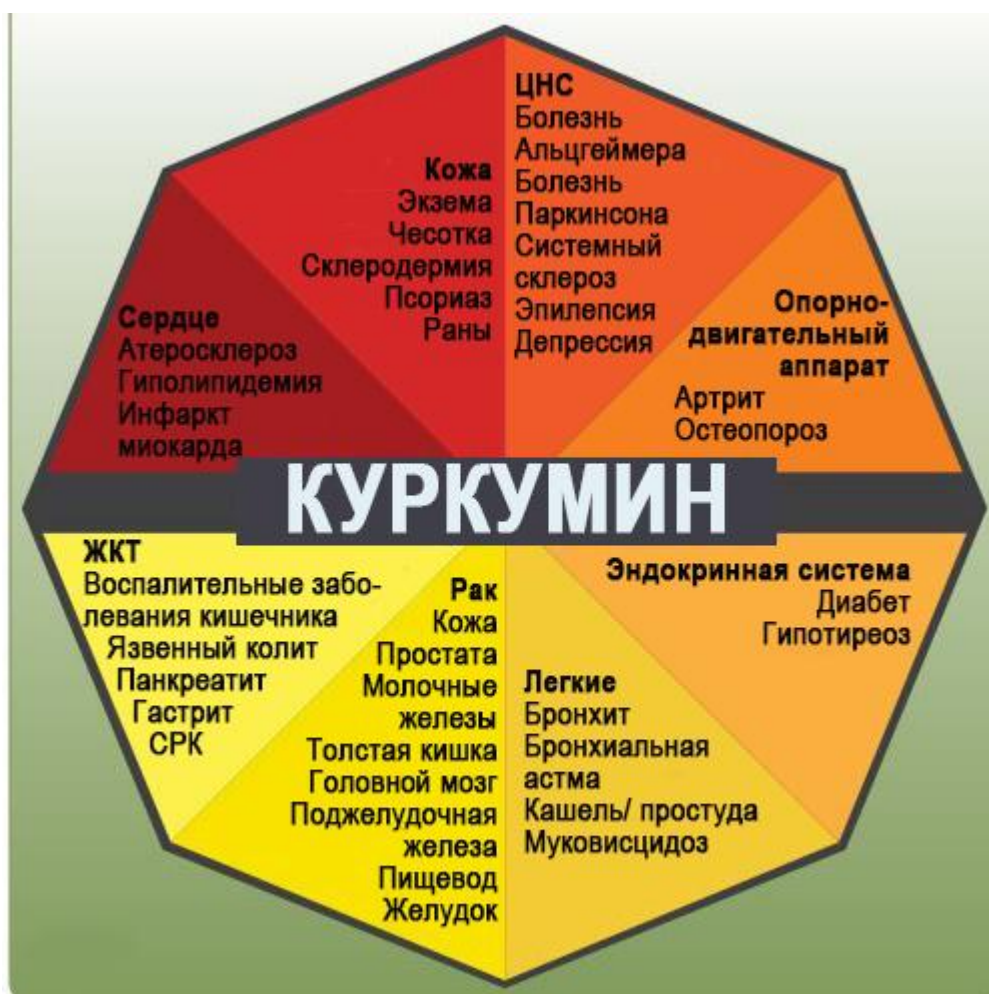 ЦНС
Болезнь
Альцгеймера
Болезнь
Паркинсона
Системный
склероз
Эпилепсия
Депрессия
Кожа
Экзема
Чесотка
Склеродермия
Псориаз
Раны
Опорно-
двигательный
аппарат
Артрит
Остеопороз
Сердце
Атеросклероз
Гиполипидемия
Инфаркт
миокарда
КУРКУМИН
ЖКТ
Воспалительные забо-
левания кишечника
Язвенный колит
Панкреатит
Гастрит
СРК
Рак
Кожа
Простата
Молочные
железы
Толстая кишка
Головной мозг
Поджелудочная
железа
Пищевод
Желудок
Легкие
Бронхит
Бронхиальная
астма
Кашель/ простуда
Муковисцидоз
Эндокринная система
Диабет
Гипотиреоз